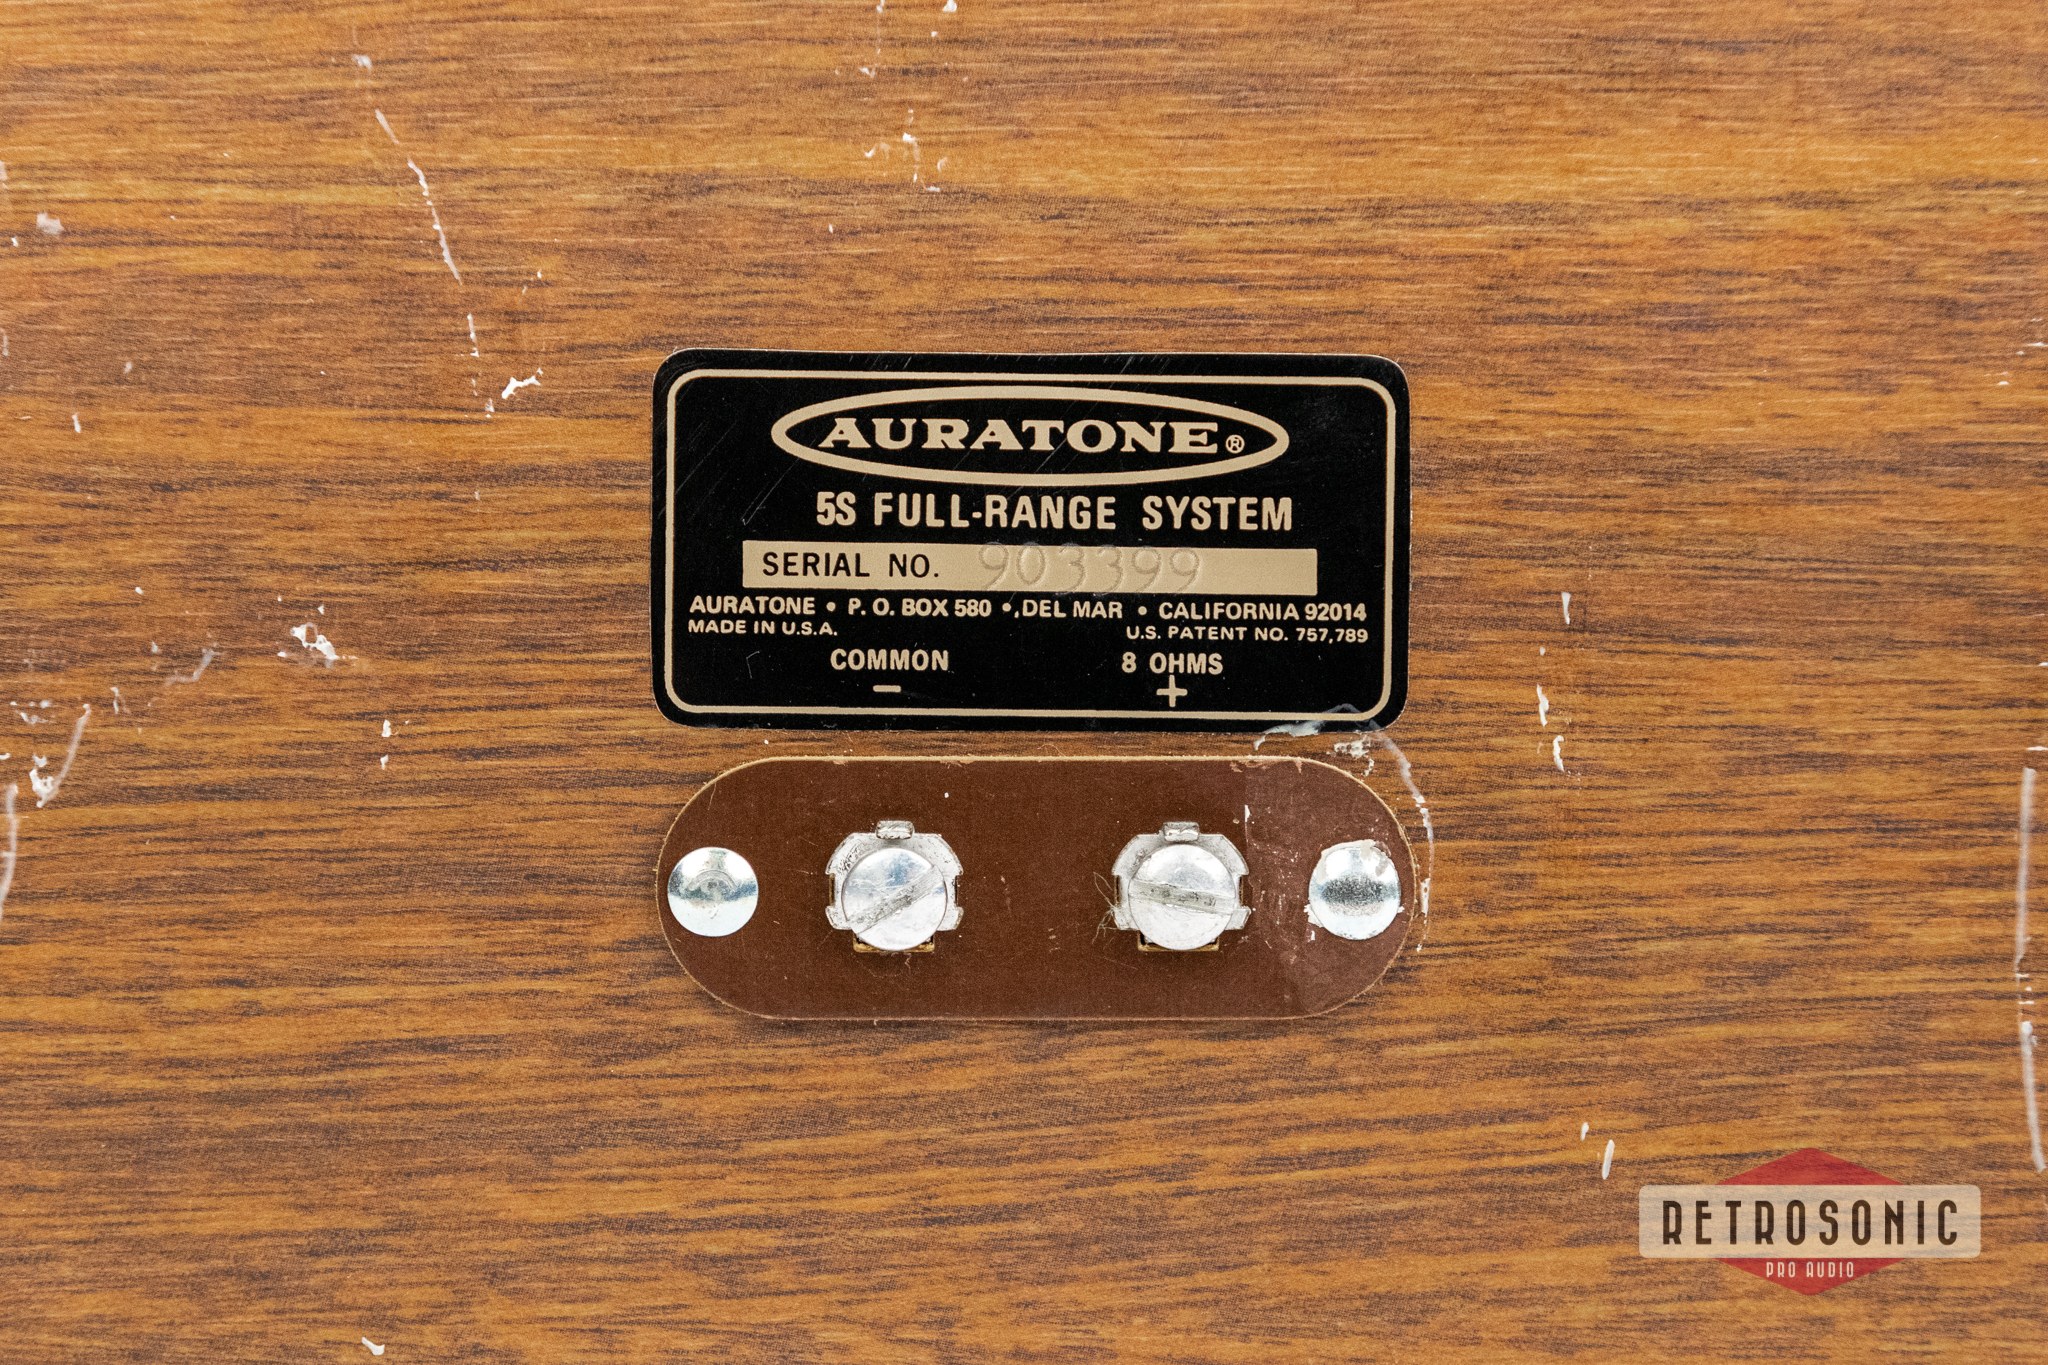 AURATONE®
5S FULL-RANGE SYSTEM
SERIAL NO. 903399
AURATONE • P. O. BOX 580 • DEL MAR • CALIFORNIA 92014
MADE IN U.S.A. U.S. PATENT NO. 757,789
COMMON 8 OHMS
− +
RETROSONIC
PRO AUDIO